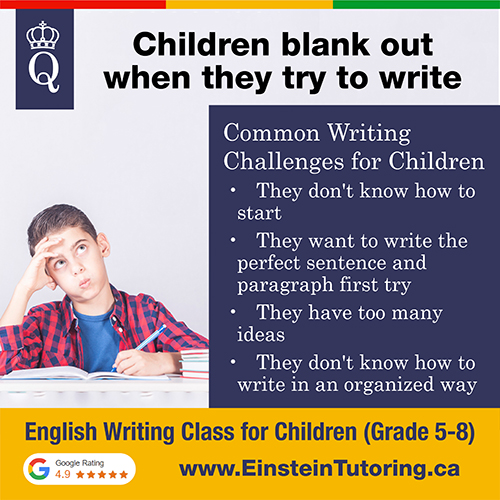 Q
Children blank out
when they try to write
Common Writing
Challenges for Children
• They don't know how to
start
• They want to write the
perfect sentence and
paragraph first try
• They have too many
ideas
• They don't know how to
write in an organized way
English Writing Class for Children (Grade 5-8)
G
Google Rating
4.9
www.EinsteinTutoring.ca